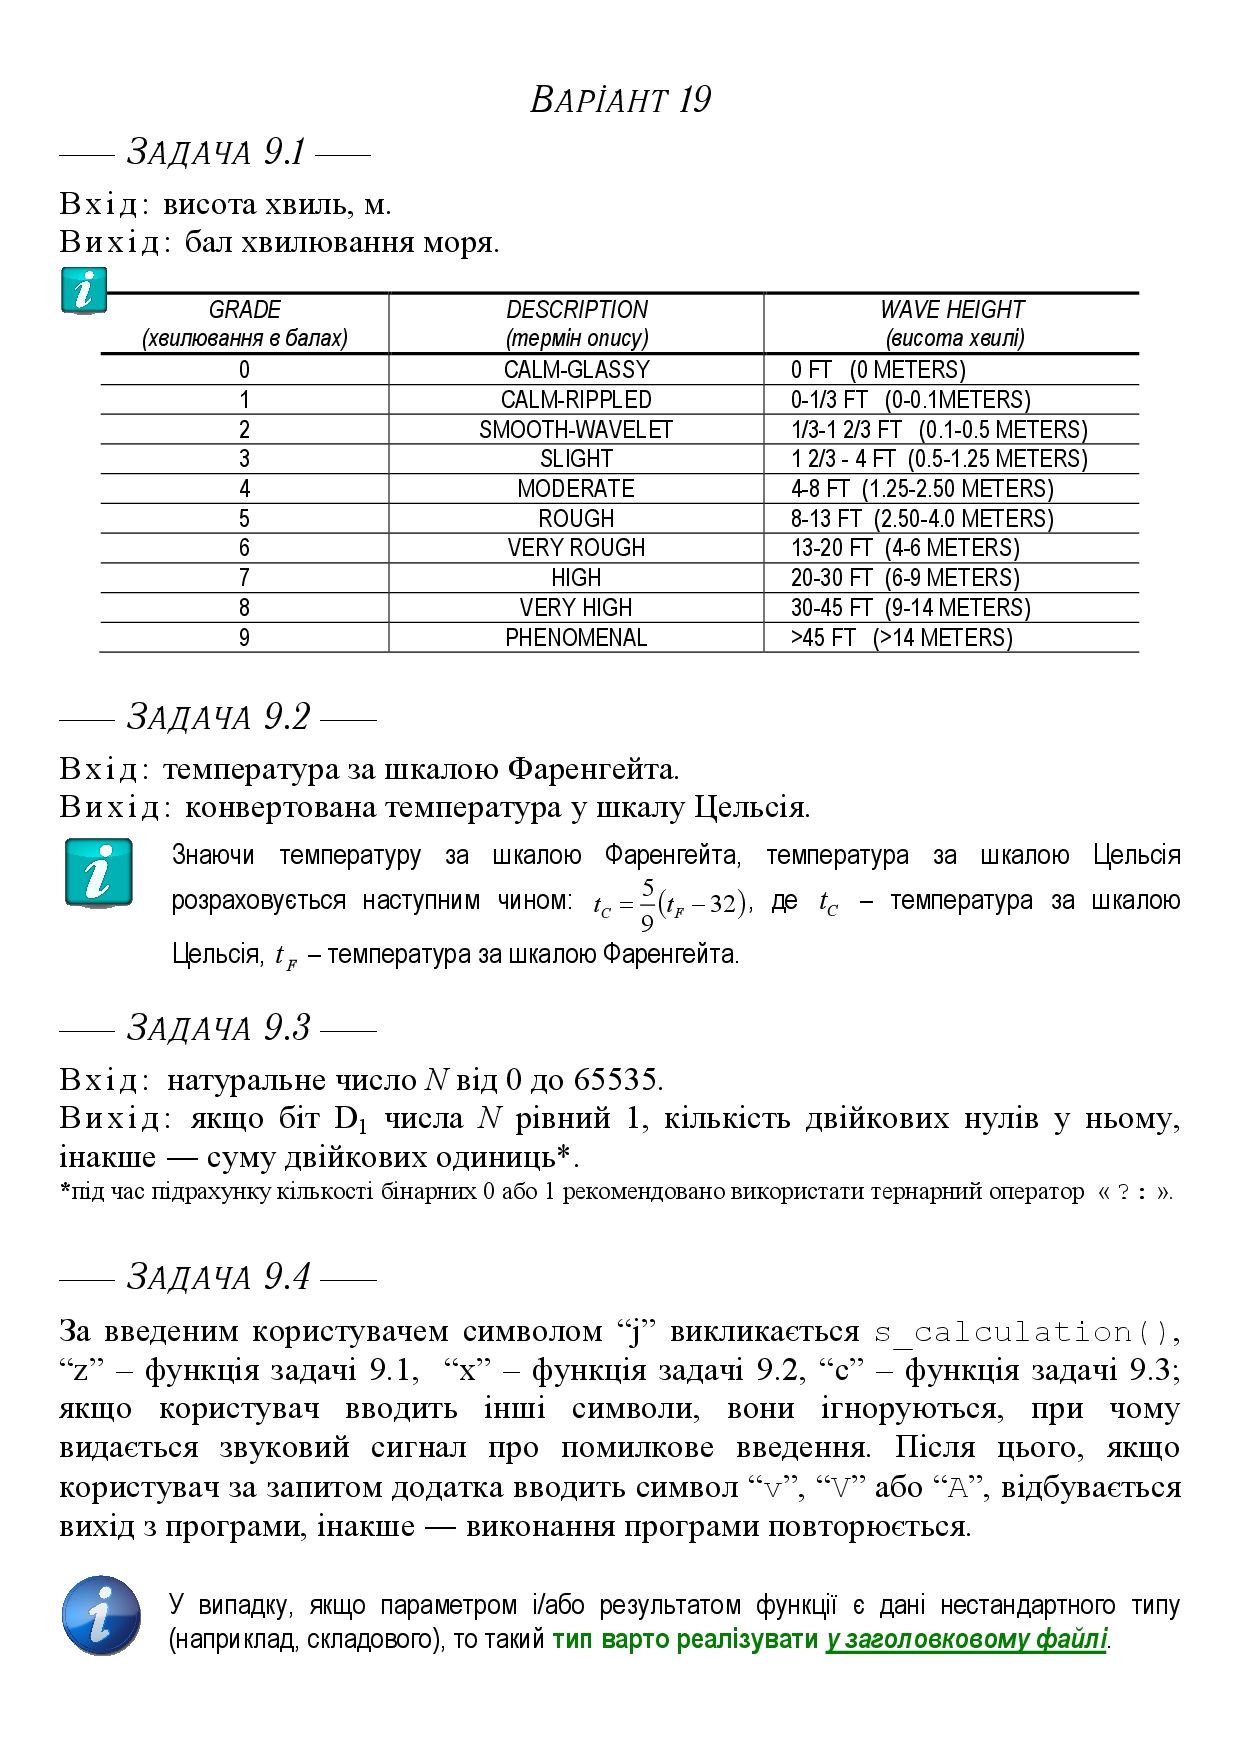 ВАРІАНТ 19
ЗАДАЧА 9.1
Вхід: висота хвиль, м.
Вихід: бал хвилювання моря.
GRADE DESCRIPTION WAVE HEIGHT
(хвилювання в балах) (термін опису) (висота хвилі)
0 CALM-GLASSY 0 FT (0 METERS)
1 CALM-RIPPLED 0-1/3 FT (0-0.1METERS)
2 SMOOTH-WAVELET 1/3-1 2/3 FT (0.1-0.5 METERS)
3 SLIGHT 1 2/3 - 4 FT (0.5-1.25 METERS)
4 MODERATE 4-8 FT (1.25-2.50 METERS)
5 ROUGH 8-13 FT (2.50-4.0 METERS)
6 VERY ROUGH 13-20 FT (4-6 METERS)
7 HIGH 20-30 FT (6-9 METERS)
8 VERY HIGH 30-45 FT (9-14 METERS)
9 PHENOMENAL >45 FT (>14 METERS)
ЗАДАЧА 9.2
Вхід: температура за шкалою Фаренгейта.
Вихід: конвертована температура у шкалу Цельсія.
Знаючи температуру за шкалою Фаренгейта, температура за шкалою Цельсія
розраховується наступним чином: t_C = 5/9 (t_F – 32), де t_C – температура за шкалою
Цельсія, t_F – температура за шкалою Фаренгейта.
ЗАДАЧА 9.3
Вхід: натуральне число N від 0 до 65535.
Вихід: якщо біт D₁ числа N рівний 1, кількість двійкових нулів у ньому,
інакше — суму двійкових одиниць*.
*під час підрахунку кількості бінарних 0 або 1 рекомендовано використати тернарний оператор « ? : ».
ЗАДАЧА 9.4
За введеним користувачем символом “j” викликається s_calculation(),
“z” – функція задачі 9.1, “x” – функція задачі 9.2, “c” – функція задачі 9.3;
якщо користувач вводить інші символи, вони ігноруються, при чому
видається звуковий сигнал про помилкове введення. Після цього, якщо
користувач за запитом додатка вводить символ “v”, “V” або “A”, відбувається
вихід з програми, інакше — виконання програми повторюється.
У випадку, якщо параметром і/або результатом функції є дані нестандартного типу
(наприклад, складового), то такий тип варто реалізувати у заголовковому файлі.